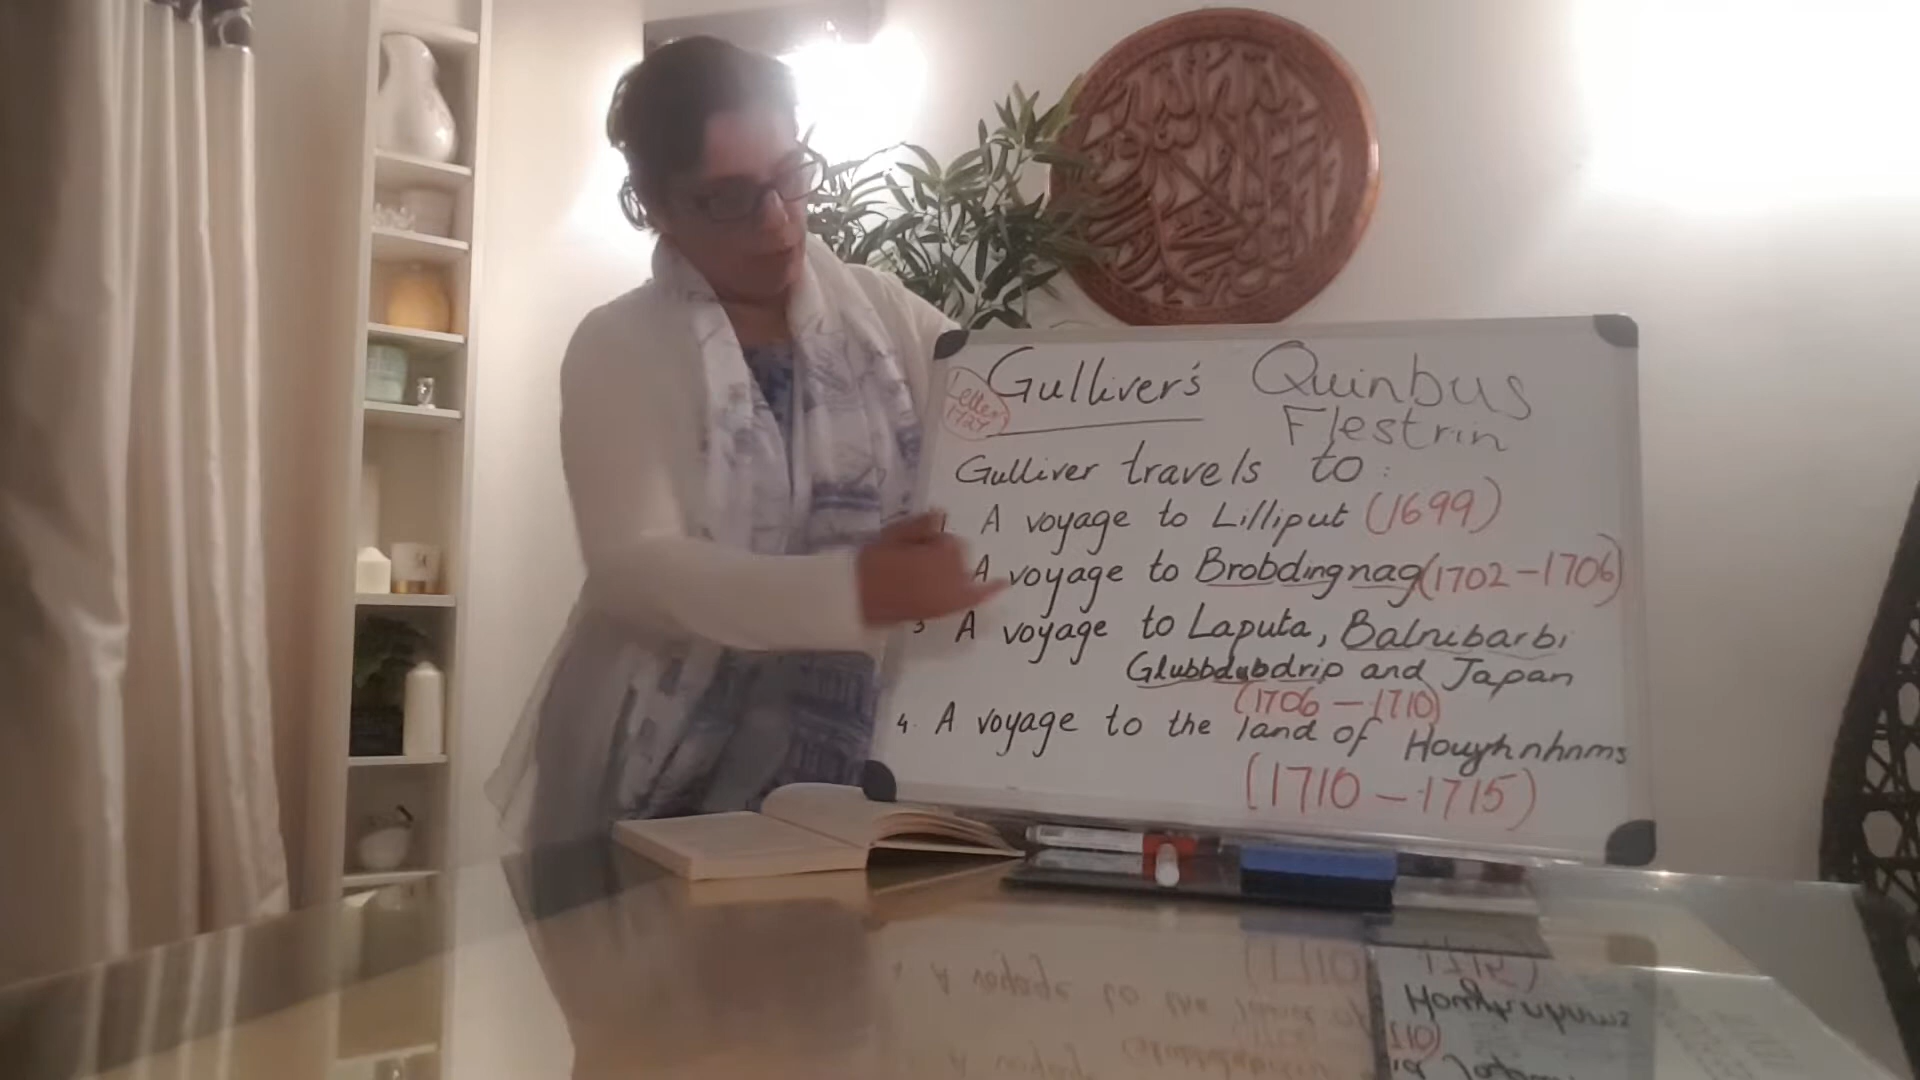 Gulliver's Quinbus
Flestrin
Letter
1727
Gulliver travels to:
1. A voyage to Lilliput (1699)
A voyage to Brobdingnag (1702-1706)
3 A voyage to Laputa, Balnibarbi
Glubbdubdrip and Japan
(1706-1710)
4. A voyage to the land of Houyhnhnms
(1710-1715)